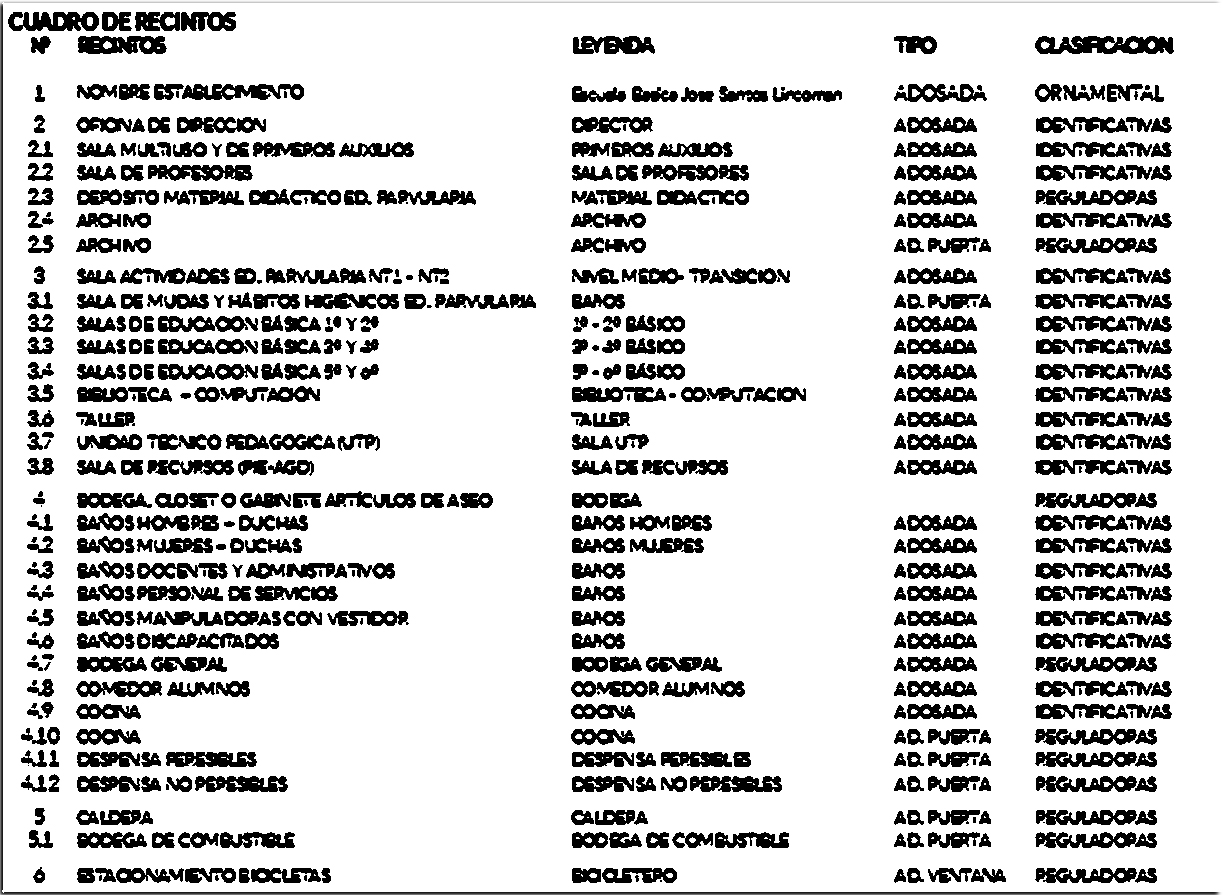 CUADRO DE RECINTOS
Nº RECINTOS LEYENDA TIPO CLASIFICACION
1 NOMBRE ESTABLECIMIENTO Escuela Basica Jose Santos Lincoman ADOSADA ORNAMENTAL
2 OFICINA DE DIRECCION DIRECTOR ADOSADA IDENTIFICATIVAS
2.1 SALA MULTIUSO Y DE PRIMEROS AUXILIOS PRIMEROS AUXILIOS ADOSADA IDENTIFICATIVAS
2.2 SALA DE PROFESORES SALA DE PROFESORES ADOSADA IDENTIFICATIVAS
2.3 DEPOSITO MATERIAL DIDÁCTICO ED. PARVULARIA MATERIAL DIDACTICO ADOSADA REGULADORAS
2.4 ARCHIVO ARCHIVO ADOSADA IDENTIFICATIVAS
2.5 ARCHIVO ARCHIVO AD. PUERTA REGULADORAS
3 SALA ACTIVIDADES ED. PARVULARIA NT1 - NT2 NIVEL MEDIO- TRANSICION ADOSADA IDENTIFICATIVAS
3.1 SALA DE MUDAS Y HÁBITOS HIGIENICOS ED. PARVULARIA BAÑOS AD. PUERTA IDENTIFICATIVAS
3.2 SALAS DE EDUCACION BÁSICA 1º Y 2º 1º - 2º BÁSICO ADOSADA IDENTIFICATIVAS
3.3 SALAS DE EDUCACION BÁSICA 3º Y 4º 3º - 4º BÁSICO ADOSADA IDENTIFICATIVAS
3.4 SALAS DE EDUCACION BÁSICA 5º Y 6º 5º - 6º BÁSICO ADOSADA IDENTIFICATIVAS
3.5 BIBLIOTECA - COMPUTACION BIBLIOTECA - COMPUTACION ADOSADA IDENTIFICATIVAS
3.6 TALLER TALLER ADOSADA IDENTIFICATIVAS
3.7 UNIDAD TECNICO PEDAGOGICA (UTP) SALA UTP ADOSADA IDENTIFICATIVAS
3.8 SALA DE RECURSOS (PIE-AGD) SALA DE RECURSOS ADOSADA IDENTIFICATIVAS
4 BODEGA, CLOSET O GABINETE ARTÍCULOS DE ASEO BODEGA REGULADORAS
4.1 BAÑOS HOMBRES - DUCHAS BAÑOS HOMBRES ADOSADA IDENTIFICATIVAS
4.2 BAÑOS MUJERES - DUCHAS BAÑOS MUJERES ADOSADA IDENTIFICATIVAS
4.3 BAÑOS DOCENTES Y ADMINISTRATIVOS BAÑOS ADOSADA IDENTIFICATIVAS
4.4 BAÑOS PERSONAL DE SERVICIOS BAÑOS ADOSADA IDENTIFICATIVAS
4.5 BAÑOS MANIPULADORAS CON VESTIDOR BAÑOS ADOSADA IDENTIFICATIVAS
4.6 BAÑOS DISCAPACITADOS BAÑOS ADOSADA IDENTIFICATIVAS
4.7 BODEGA GENERAL BODEGA GENERAL ADOSADA REGULADORAS
4.8 COMEDOR ALUMNOS COMEDOR ALUMNOS ADOSADA IDENTIFICATIVAS
4.9 COCINA COCINA ADOSADA IDENTIFICATIVAS
4.10 COCINA COCINA AD. PUERTA REGULADORAS
4.11 DESPENSA PERESIBLES DESPENSA PERESIBLES AD. PUERTA REGULADORAS
4.12 DESPENSA NO PERESIBLES DESPENSA NO PERESIBLES AD. PUERTA REGULADORAS
5 CALDERA CALDERA AD. PUERTA REGULADORAS
5.1 BODEGA DE COMBUSTIBLE BODEGA DE COMBUSTIBLE AD. PUERTA REGULADORAS
6 ESTACIONAMIENTO BICICLETAS BICICLETERO AD. VENTANA REGULADORAS